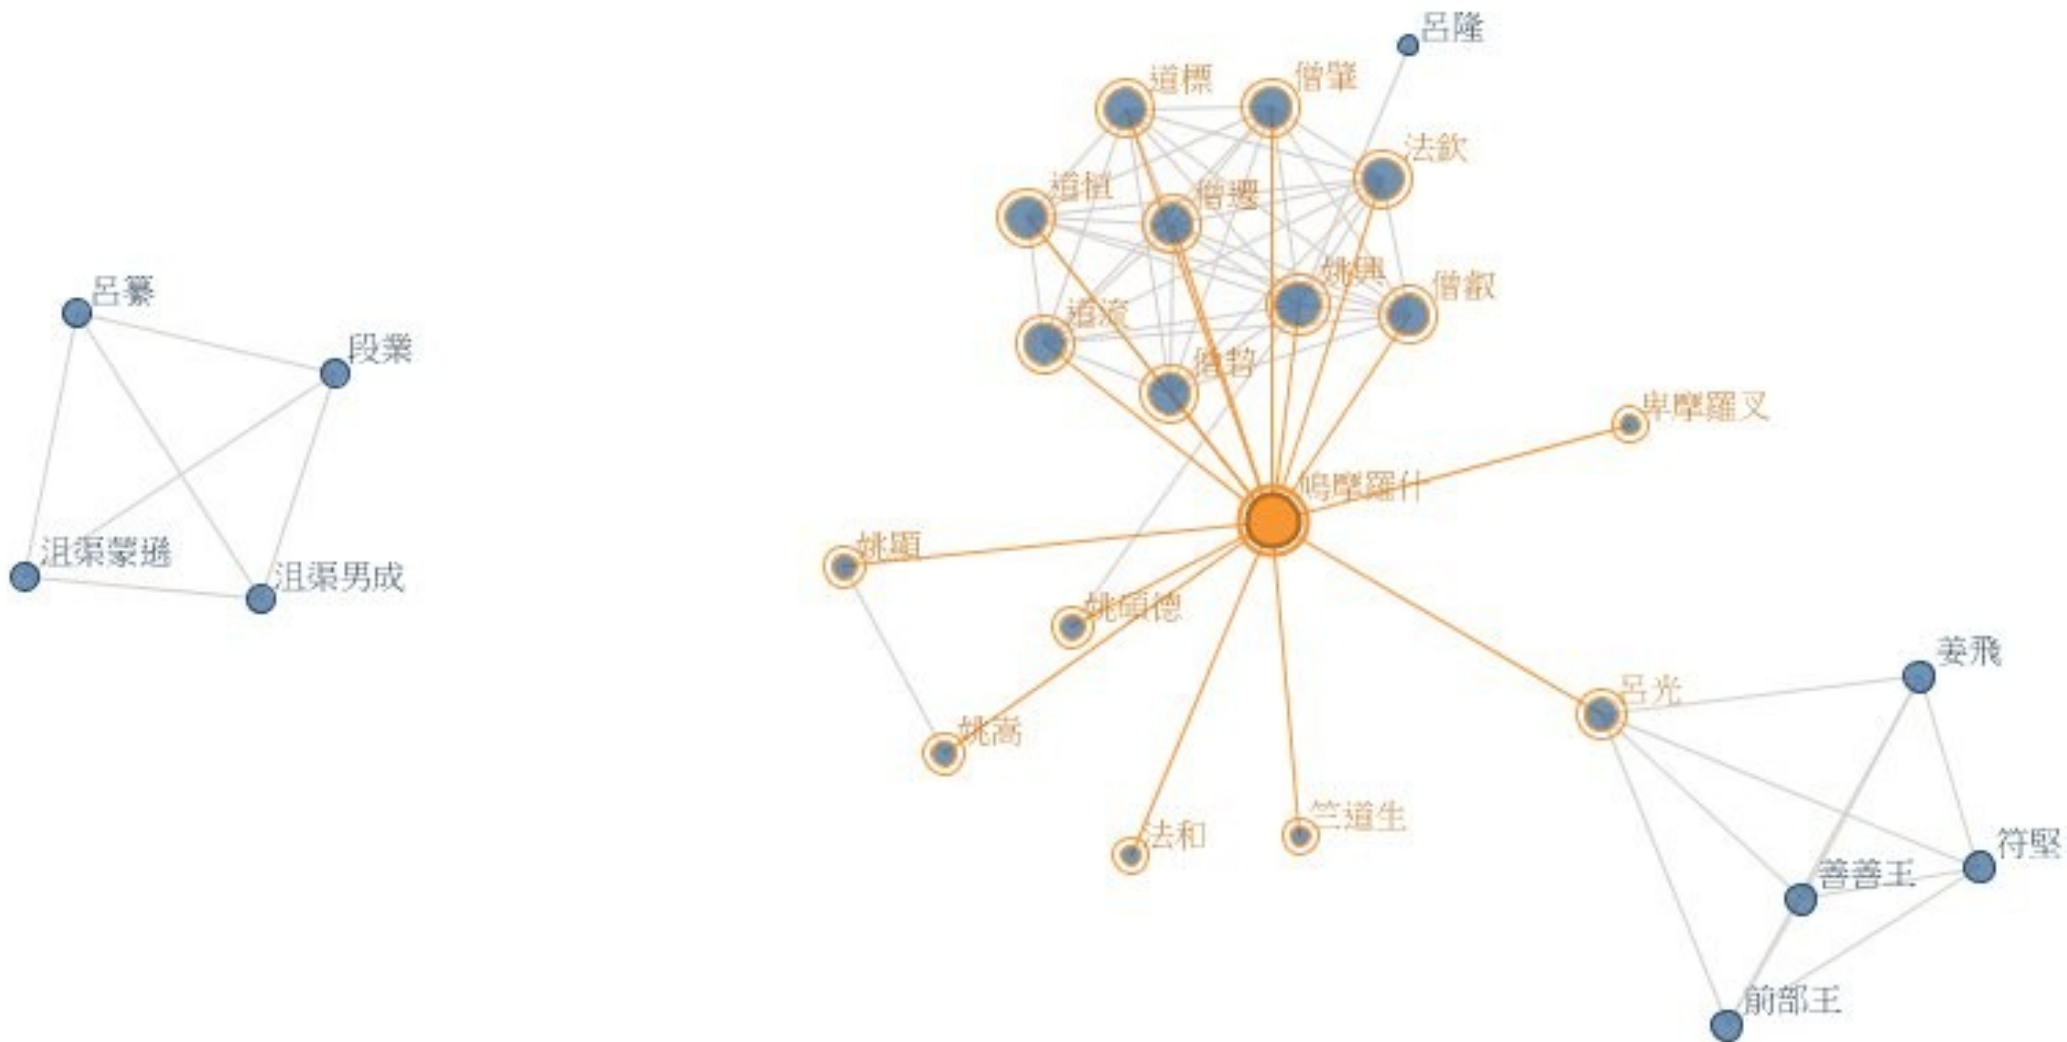 呂隆
道標
僧肇
法欽
道恒
僧遷
姚興
僧叡
道流
僧䂮
呂纂
段業
沮渠蒙遜
沮渠男成
卑摩羅叉
鳩摩羅什
姚顯
姚碩德
姚嵩
法和
竺道生
呂光
姜飛
符堅
善善王
前部王